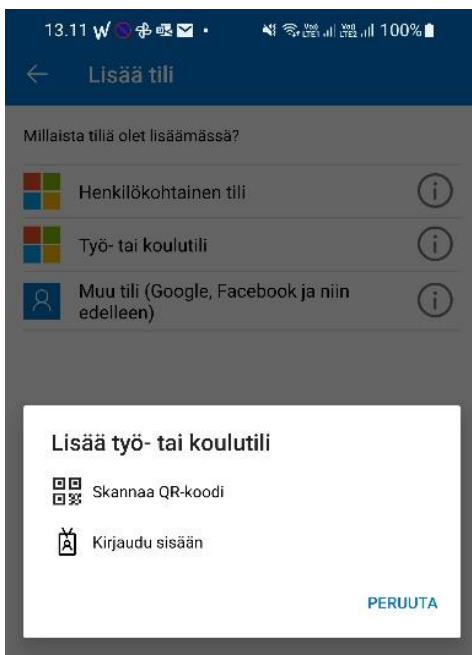 13.11 100%
Lisää tili
Millaista tiliä olet lisäämässä?
Henkilökohtainen tili
Työ- tai koulutili
Muu tili (Google, Facebook ja niin
edelleen)
Lisää työ- tai koulutili
Skannaa QR-koodi
Kirjaudu sisään
PERUUTA